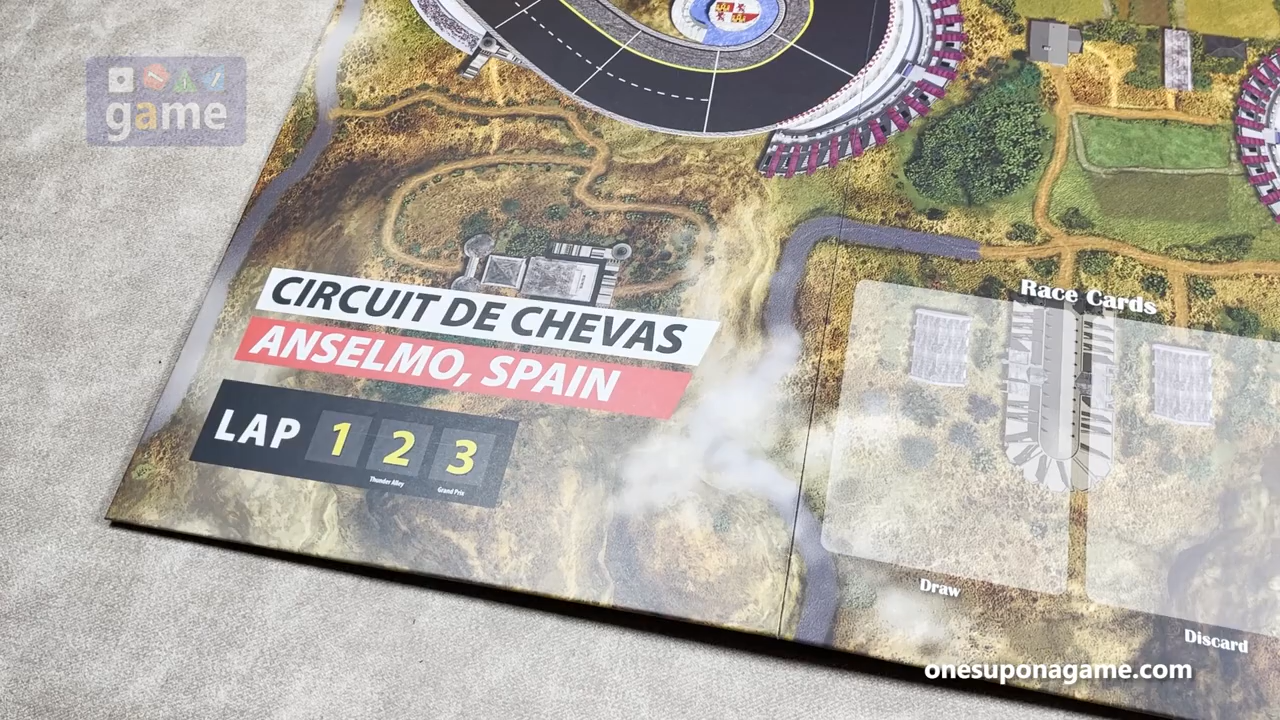 game
CIRCUIT DE CHEVAS
ANSELMO, SPAIN
LAP 1 2 3
Thunder Alley
Grand Prix
Race Cards
Draw
Discard
onesuponagame.com